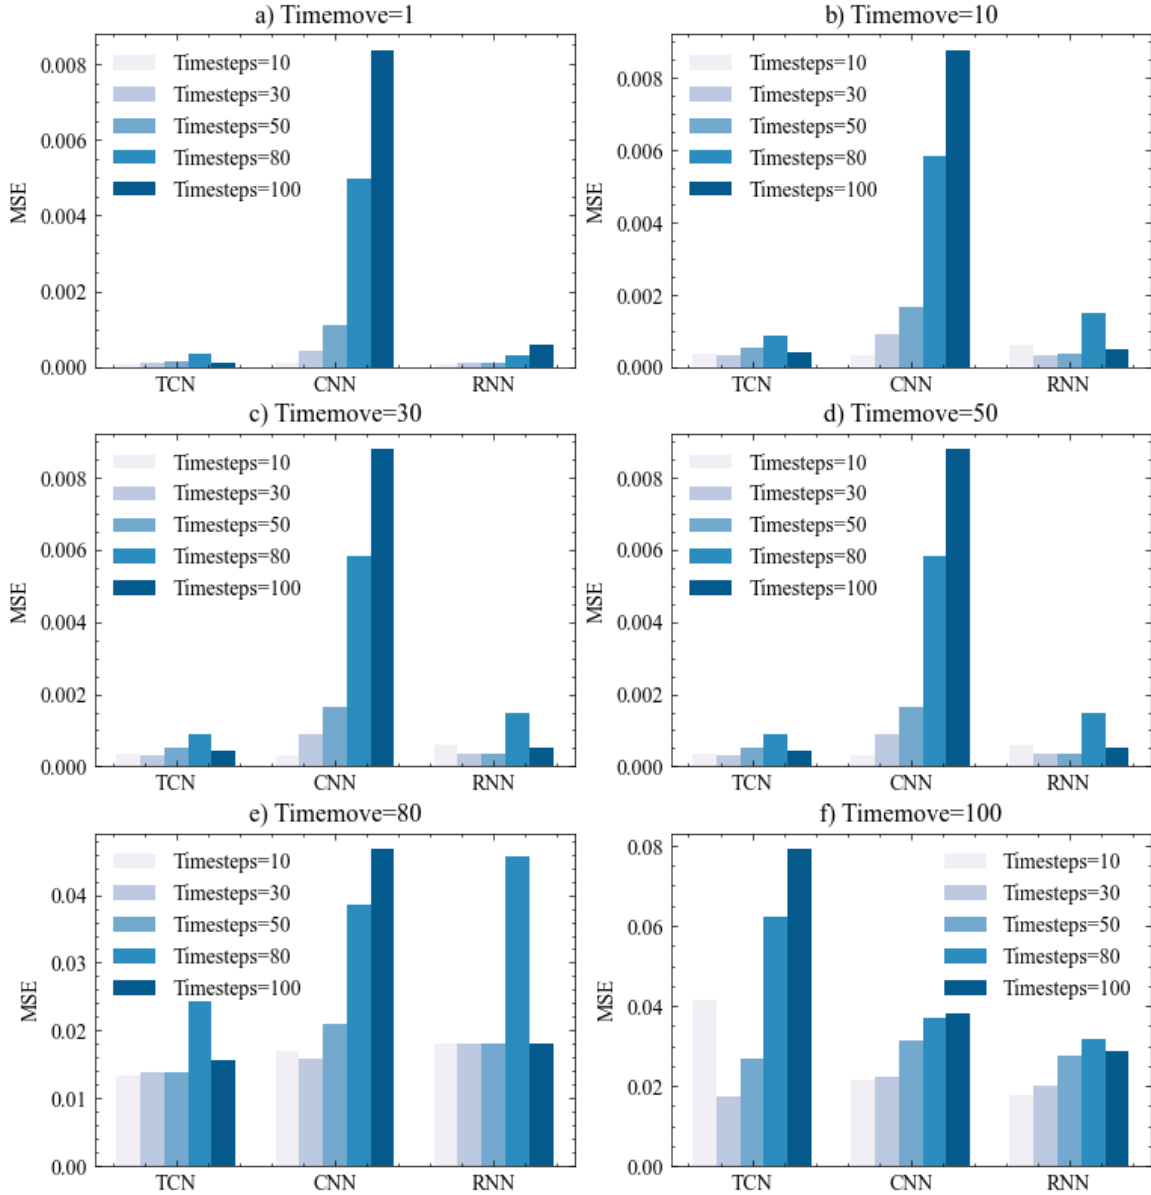 a) Timemove=1
MSE
0.008
0.006
0.004
0.002
0.000
Timesteps=10
Timesteps=30
Timesteps=50
Timesteps=80
Timesteps=100
TCN CNN RNN
b) Timemove=10
MSE
0.008
0.006
0.004
0.002
0.000
Timesteps=10
Timesteps=30
Timesteps=50
Timesteps=80
Timesteps=100
TCN CNN RNN
c) Timemove=30
MSE
0.008
0.006
0.004
0.002
0.000
Timesteps=10
Timesteps=30
Timesteps=50
Timesteps=80
Timesteps=100
TCN CNN RNN
d) Timemove=50
MSE
0.008
0.006
0.004
0.002
0.000
Timesteps=10
Timesteps=30
Timesteps=50
Timesteps=80
Timesteps=100
TCN CNN RNN
e) Timemove=80
MSE
0.04
0.03
0.02
0.01
0.00
Timesteps=10
Timesteps=30
Timesteps=50
Timesteps=80
Timesteps=100
TCN CNN RNN
f) Timemove=100
MSE
0.08
0.06
0.04
0.02
0.00
Timesteps=10
Timesteps=30
Timesteps=50
Timesteps=80
Timesteps=100
TCN CNN RNN